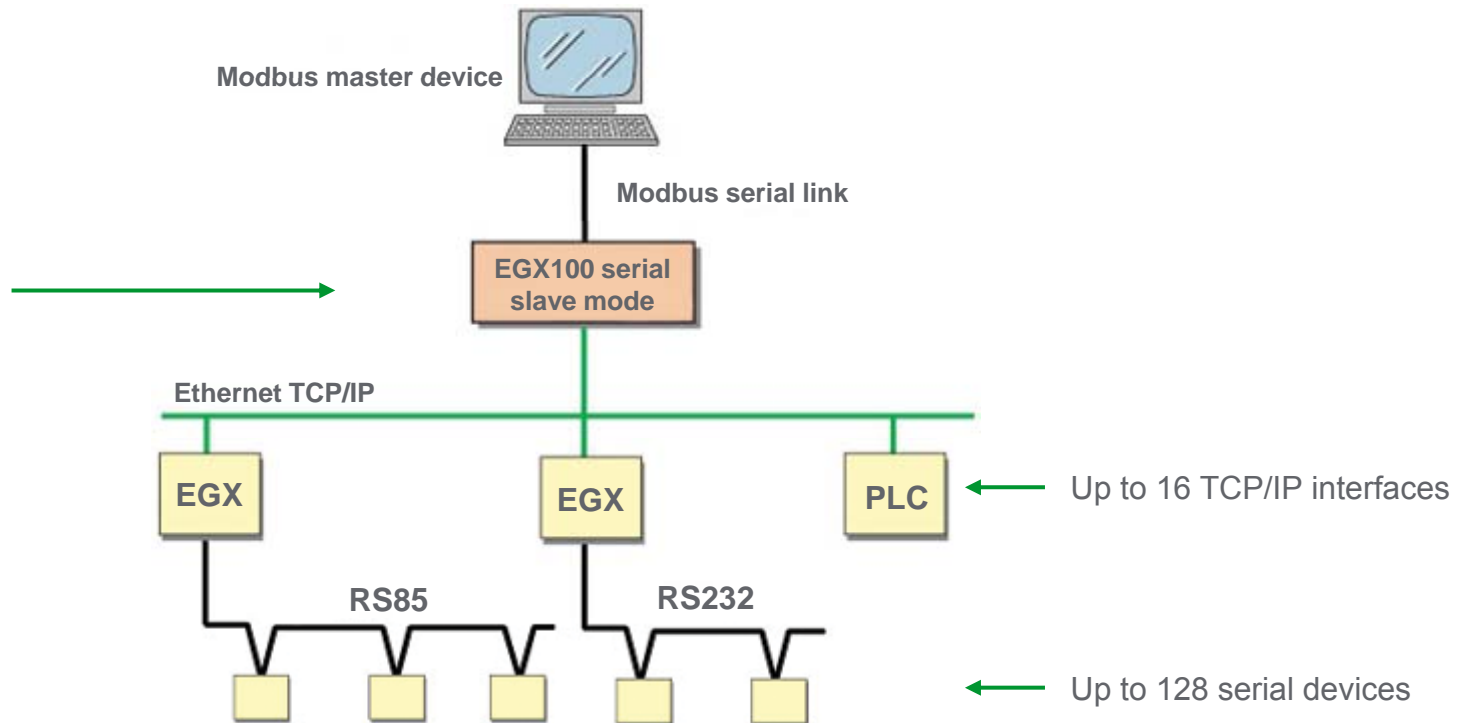 Modbus master device
Modbus serial link
EGX100 serial
slave mode
Ethernet TCP/IP
EGX
EGX
PLC
Up to 16 TCP/IP interfaces
RS85
RS232
Up to 128 serial devices